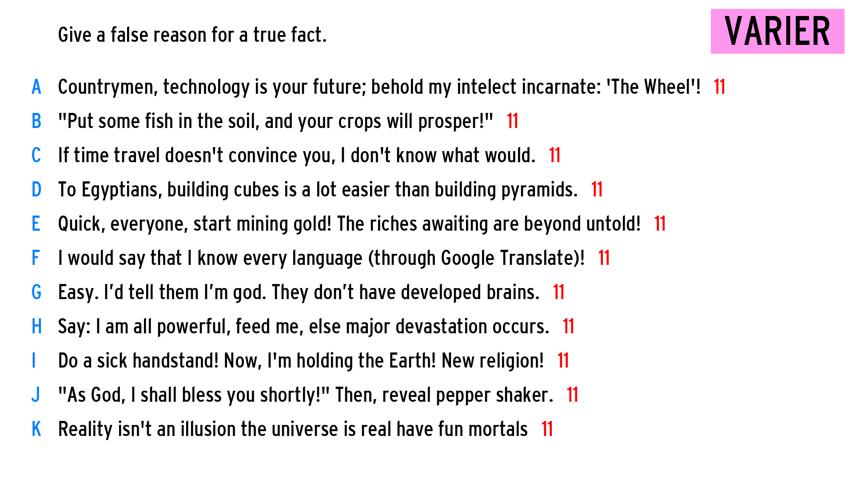 Give a false reason for a true fact.
VARIER
A Countrymen, technology is your future; behold my intelect incarnate: 'The Wheel'! 11
B "Put some fish in the soil, and your crops will prosper!" 11
C If time travel doesn't convince you, I don't know what would. 11
D To Egyptians, building cubes is a lot easier than building pyramids. 11
E Quick, everyone, start mining gold! The riches awaiting are beyond untold! 11
F I would say that I know every language (through Google Translate)! 11
G Easy. I’d tell them I’m god. They don’t have developed brains. 11
H Say: I am all powerful, feed me, else major devastation occurs. 11
I Do a sick handstand! Now, I'm holding the Earth! New religion! 11
J "As God, I shall bless you shortly!" Then, reveal pepper shaker. 11
K Reality isn't an illusion the universe is real have fun mortals 11